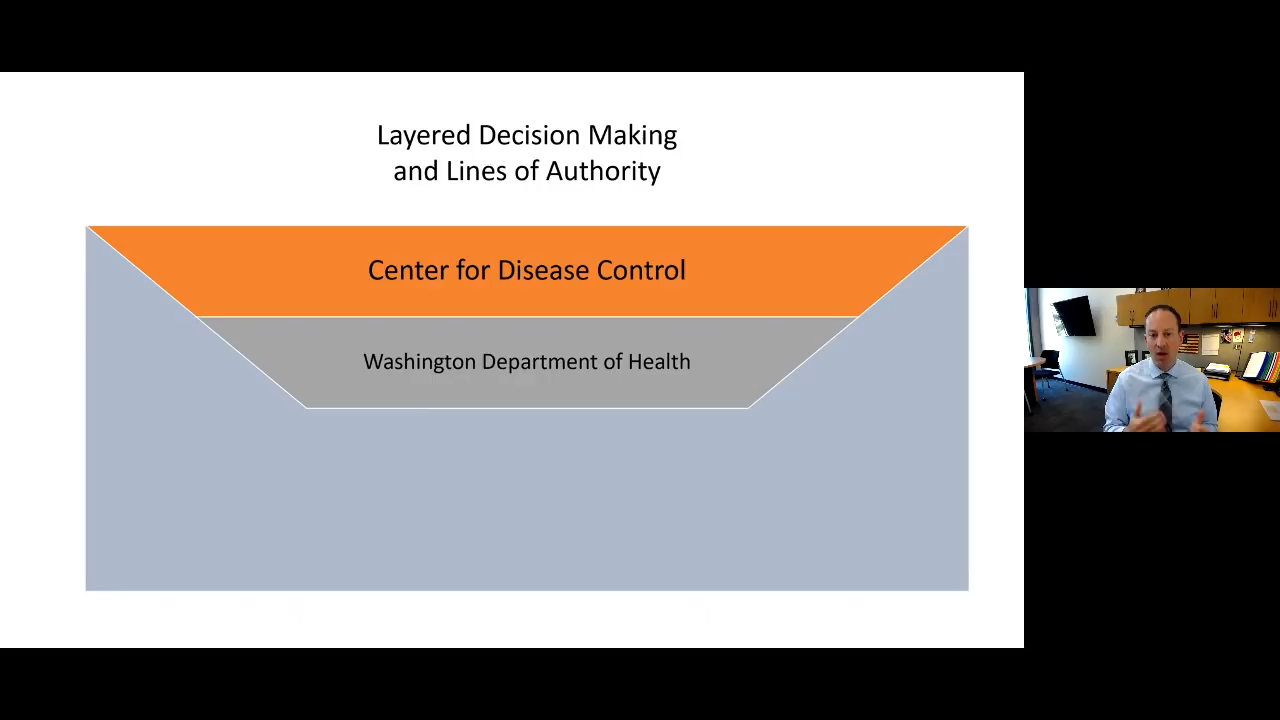 Layered Decision Making
and Lines of Authority
Center for Disease Control
Washington Department of Health